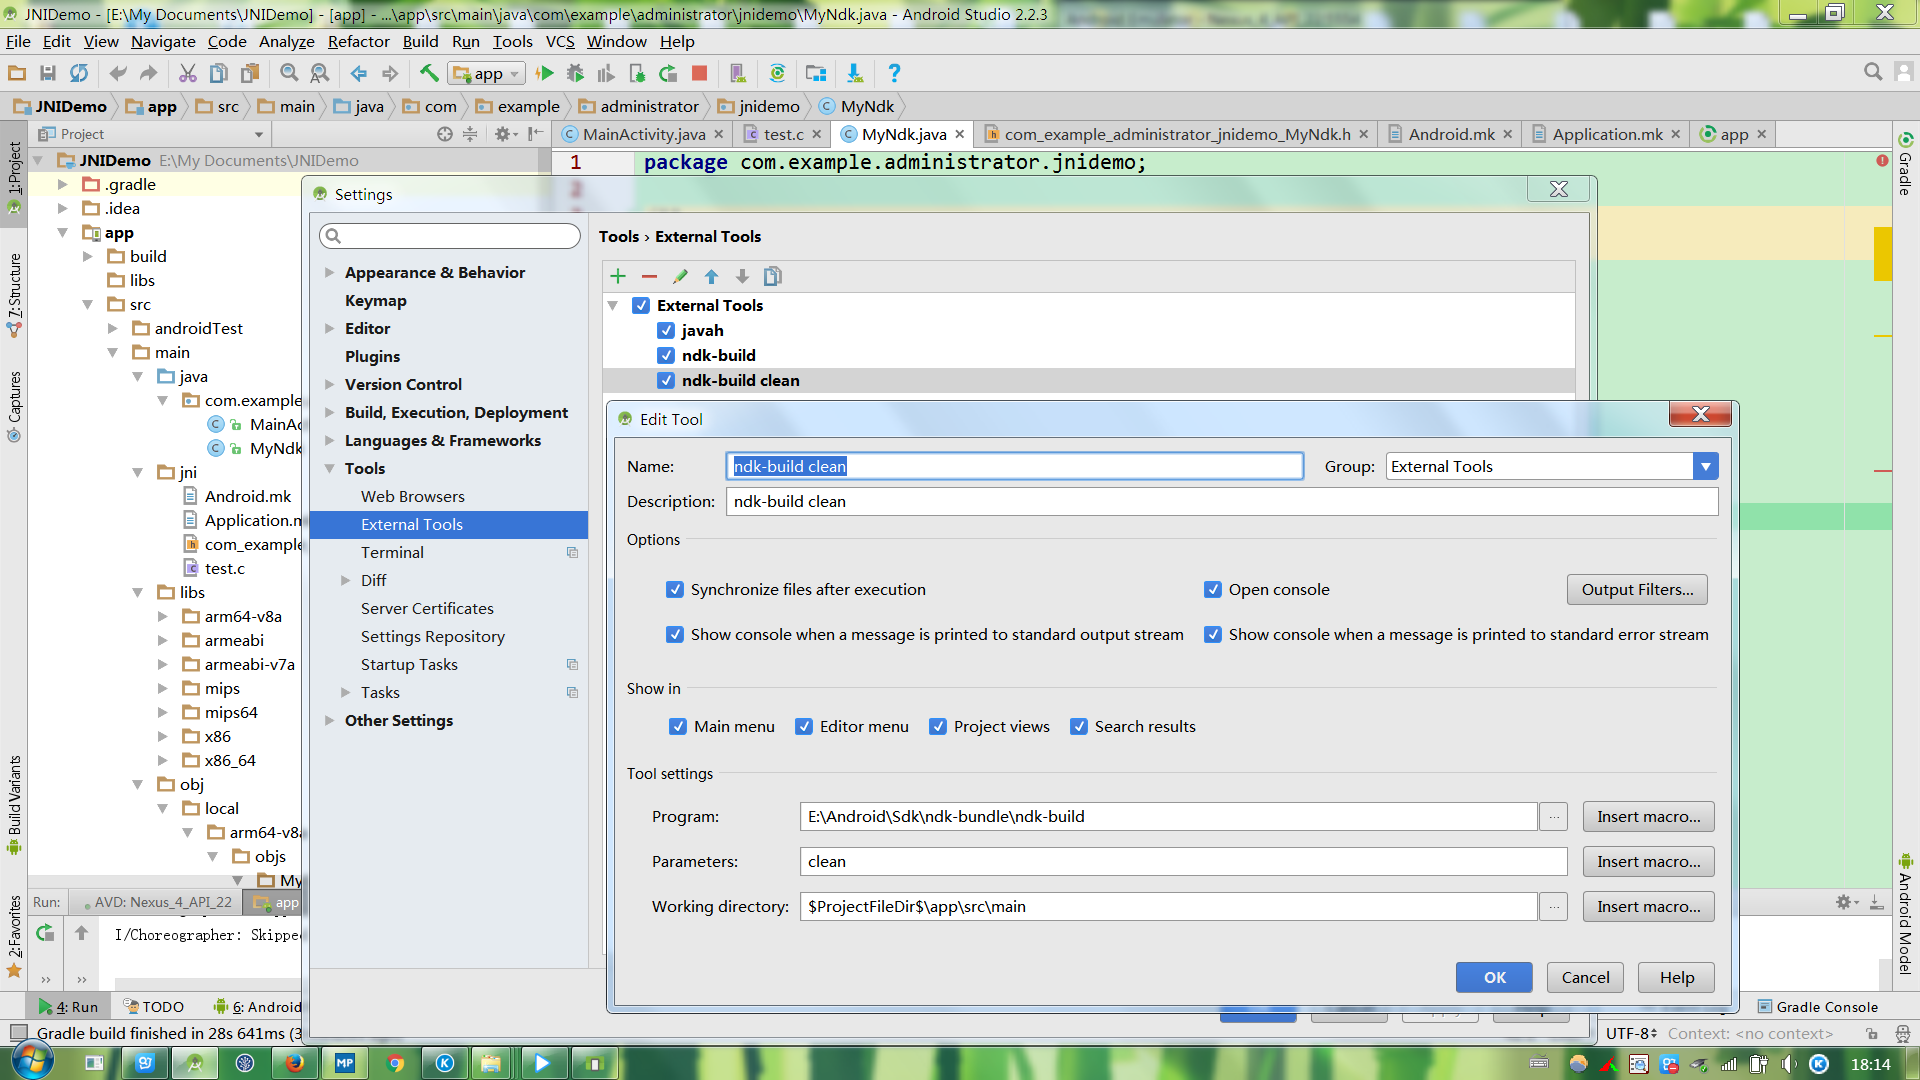 JNIDemo - [E:\My Documents\JNIDemo] - [app] - ...\app\src\main\java\com\example\administrator\jnidemo\MyNdk.java - Android Studio 2.2.3
File Edit View Navigate Code Analyze Refactor Build Run Tools VCS Window Help
app
JNIDemo app src main java com example administrator jnidemo MyNdk
Project
MainActivity.java test.c MyNdk.java com_example_administrator_jnidemo_MyNdk.h Android.mk Application.mk app
1: Project
7: Structure
Captures
Build Variants
2: Favorites
Gradle
Android Model
JNIDemo E:\My Documents\JNIDemo
.gradle
.idea
app
build
libs
src
androidTest
main
java
com.example
MainAc
MyNdk
jni
Android.mk
Application.m
com_example
test.c
libs
arm64-v8a
armeabi
armeabi-v7a
mips
mips64
x86
x86_64
obj
local
arm64-v8a
objs
My
1 package com.example.administrator.jnidemo;
2
Settings
Appearance & Behavior
Keymap
Editor
Plugins
Version Control
Build, Execution, Deployment
Languages & Frameworks
Tools
Web Browsers
External Tools
Terminal
Diff
Server Certificates
Settings Repository
Startup Tasks
Tasks
Other Settings
Tools › External Tools
External Tools
javah
ndk-build
ndk-build clean
Edit Tool
Name: ndk-build clean Group: External Tools
Description: ndk-build clean
Options
Synchronize files after execution Open console Output Filters...
Show console when a message is printed to standard output stream Show console when a message is printed to standard error stream
Show in
Main menu Editor menu Project views Search results
Tool settings
Program: E:\Android\Sdk\ndk-bundle\ndk-build ... Insert macro...
Parameters: clean Insert macro...
Working directory: $ProjectFileDir$\app\src\main ... Insert macro...
OK Cancel Help
Run: AVD: Nexus_4_API_22 app
I/Choreographer: Skipped
4: Run TODO 6: Android Gradle Console
Gradle build finished in 28s 641ms (3 UTF-8 Context: <no context>
MP
18:14